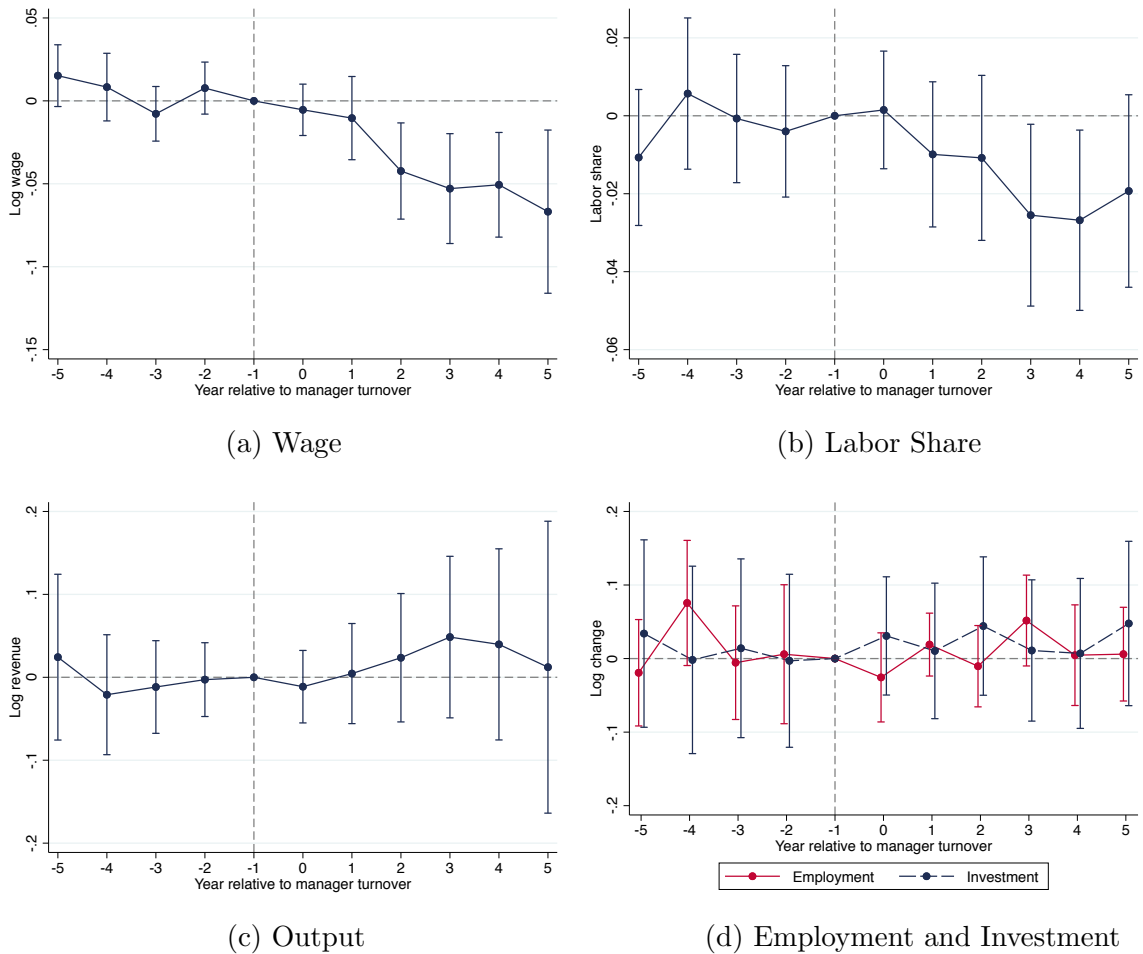 .05
0
-.05
-.1
-.15
Log wage
-5 -4 -3 -2 -1 0 1 2 3 4 5
Year relative to manager turnover
(a) Wage
.02
0
-.02
-.04
-.06
Labor share
-5 -4 -3 -2 -1 0 1 2 3 4 5
Year relative to manager turnover
(b) Labor Share
.2
.1
0
-.1
-.2
Log revenue
-5 -4 -3 -2 -1 0 1 2 3 4 5
Year relative to manager turnover
(c) Output
.2
.1
0
-.1
-.2
Log change
-5 -4 -3 -2 -1 0 1 2 3 4 5
Year relative to manager turnover
Employment Investment
(d) Employment and Investment